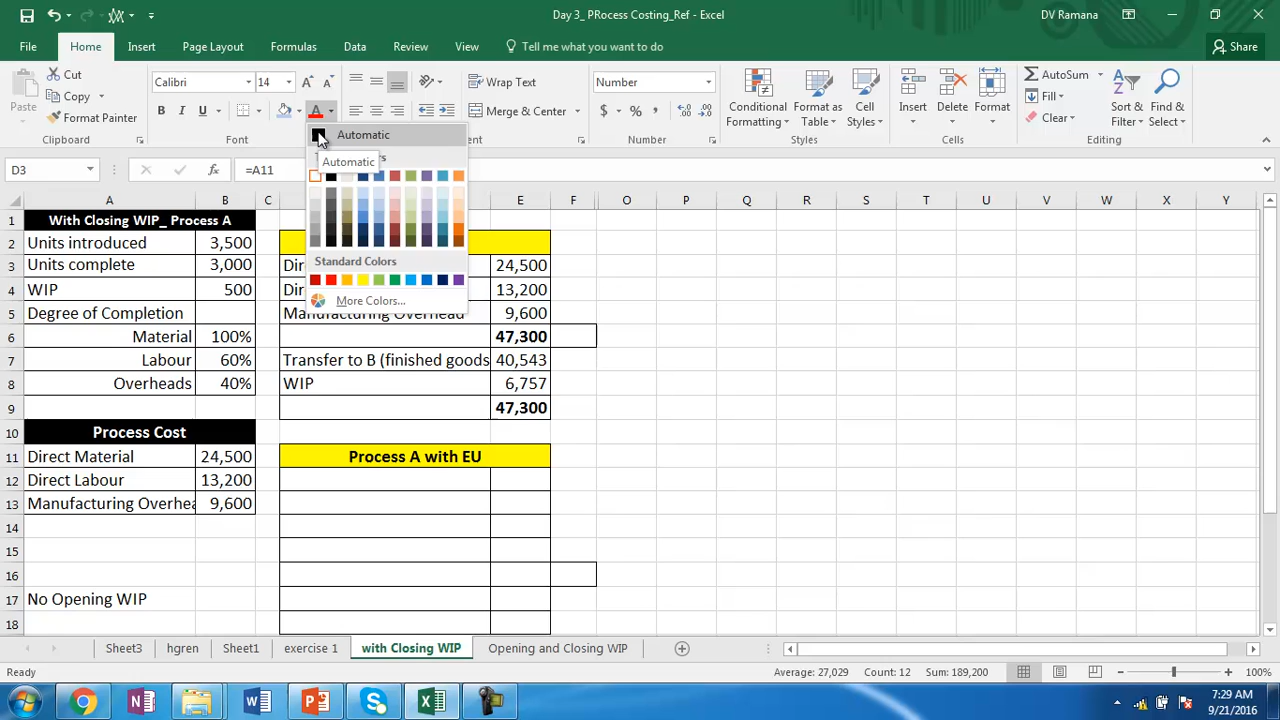 Day 3_ PRocess Costing_Ref - Excel
DV Ramana
File Home Insert Page Layout Formulas Data Review View Tell me what you want to do Share
Paste Cut Copy Format Painter Clipboard
Calibri 14 Font
B I U
Wrap Text
Merge & Center
Number
Conditional Formatting Format as Table Cell Styles Styles
Insert Delete Format Cells
AutoSum Fill Clear Sort & Filter Find & Select
Automatic
Automatic
Standard Colors
More Colors...
D3 =A11
A B C E F O P Q R S T U V W X Y
1 With Closing WIP_ Process A
2 Units introduced 3,500
3 Units complete 3,000 24,500
4 WIP 500 13,200
5 Degree of Completion Manufacturing Overhead 9,600
6 Material 100% 47,300
7 Labour 60% Transfer to B (finished goods 40,543
8 Overheads 40% WIP 6,757
9 47,300
10 Process Cost
11 Direct Material 24,500 Process A with EU
12 Direct Labour 13,200
13 Manufacturing Overhea 9,600
14
15
16
17 No Opening WIP
18
Sheet3 hgren Sheet1 exercise 1 with Closing WIP Opening and Closing WIP
Ready Average: 27,029 Count: 12 Sum: 189,200 100%
7:29 AM
9/21/2016